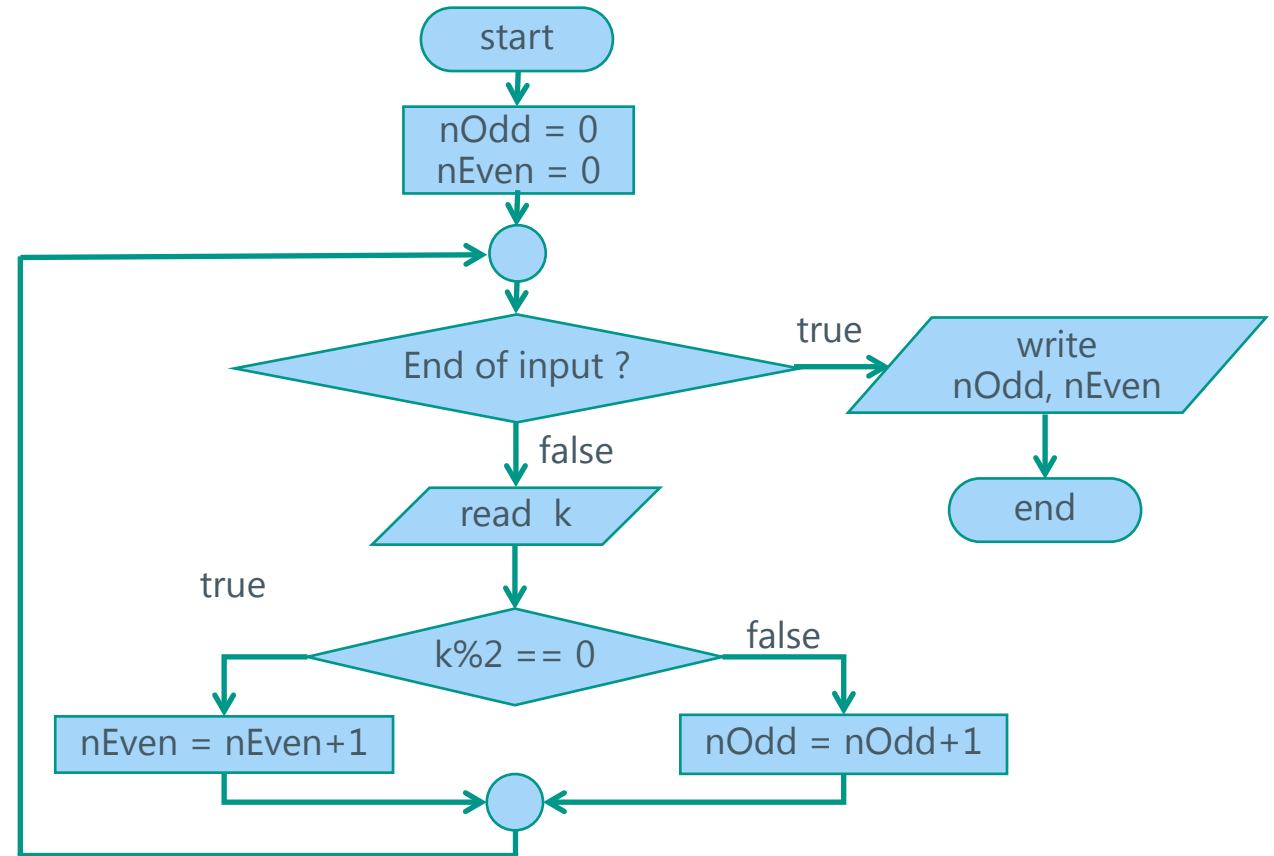 start
nOdd = 0
nEven = 0
End of input ?
true
write
nOdd, nEven
false
read k
end
true
k%2 == 0
false
nEven = nEven+1
nOdd = nOdd+1